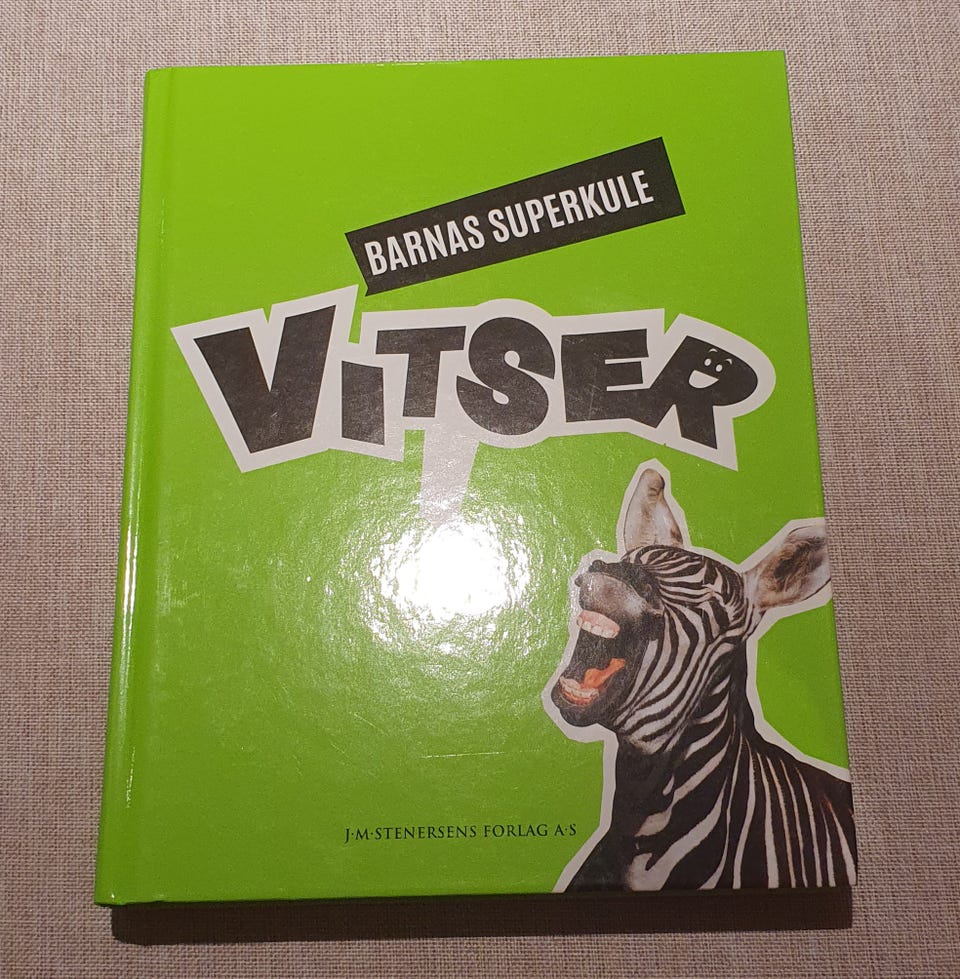 BARNAS SUPERKULE
ViTSER
J·M·STENERSENS FORLAG A·S